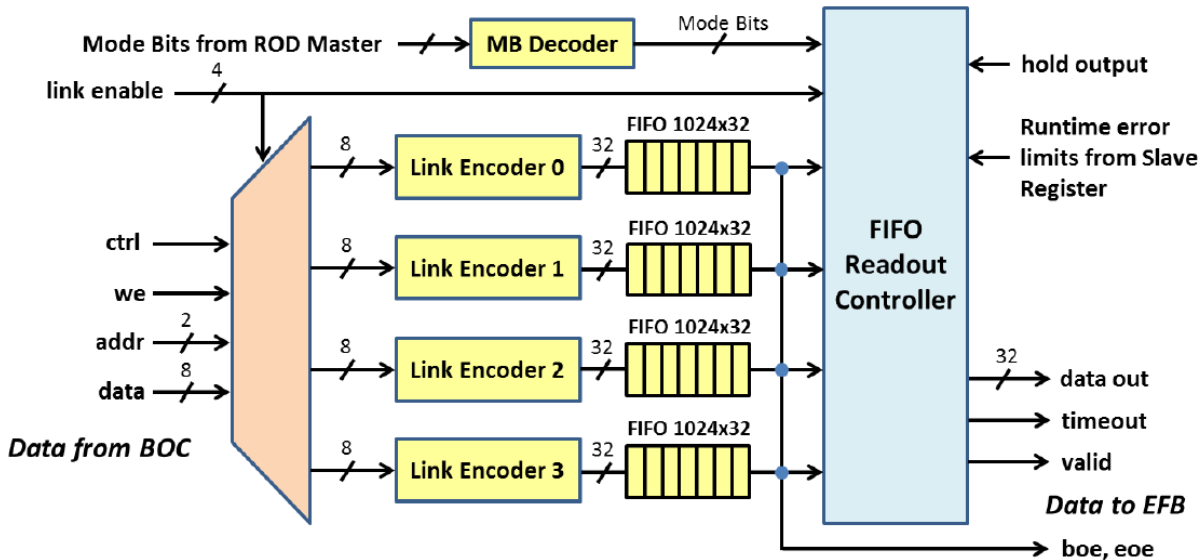 Mode Bits from ROD Master
MB Decoder
Mode Bits
link enable
4
hold output
Runtime error
limits from Slave
Register
ctrl
we
addr
2
data
8
Data from BOC
8
Link Encoder 0
32
FIFO 1024x32
8
Link Encoder 1
32
FIFO 1024x32
8
Link Encoder 2
32
FIFO 1024x32
8
Link Encoder 3
32
FIFO 1024x32
FIFO
Readout
Controller
32
data out
timeout
valid
Data to EFB
boe, eoe